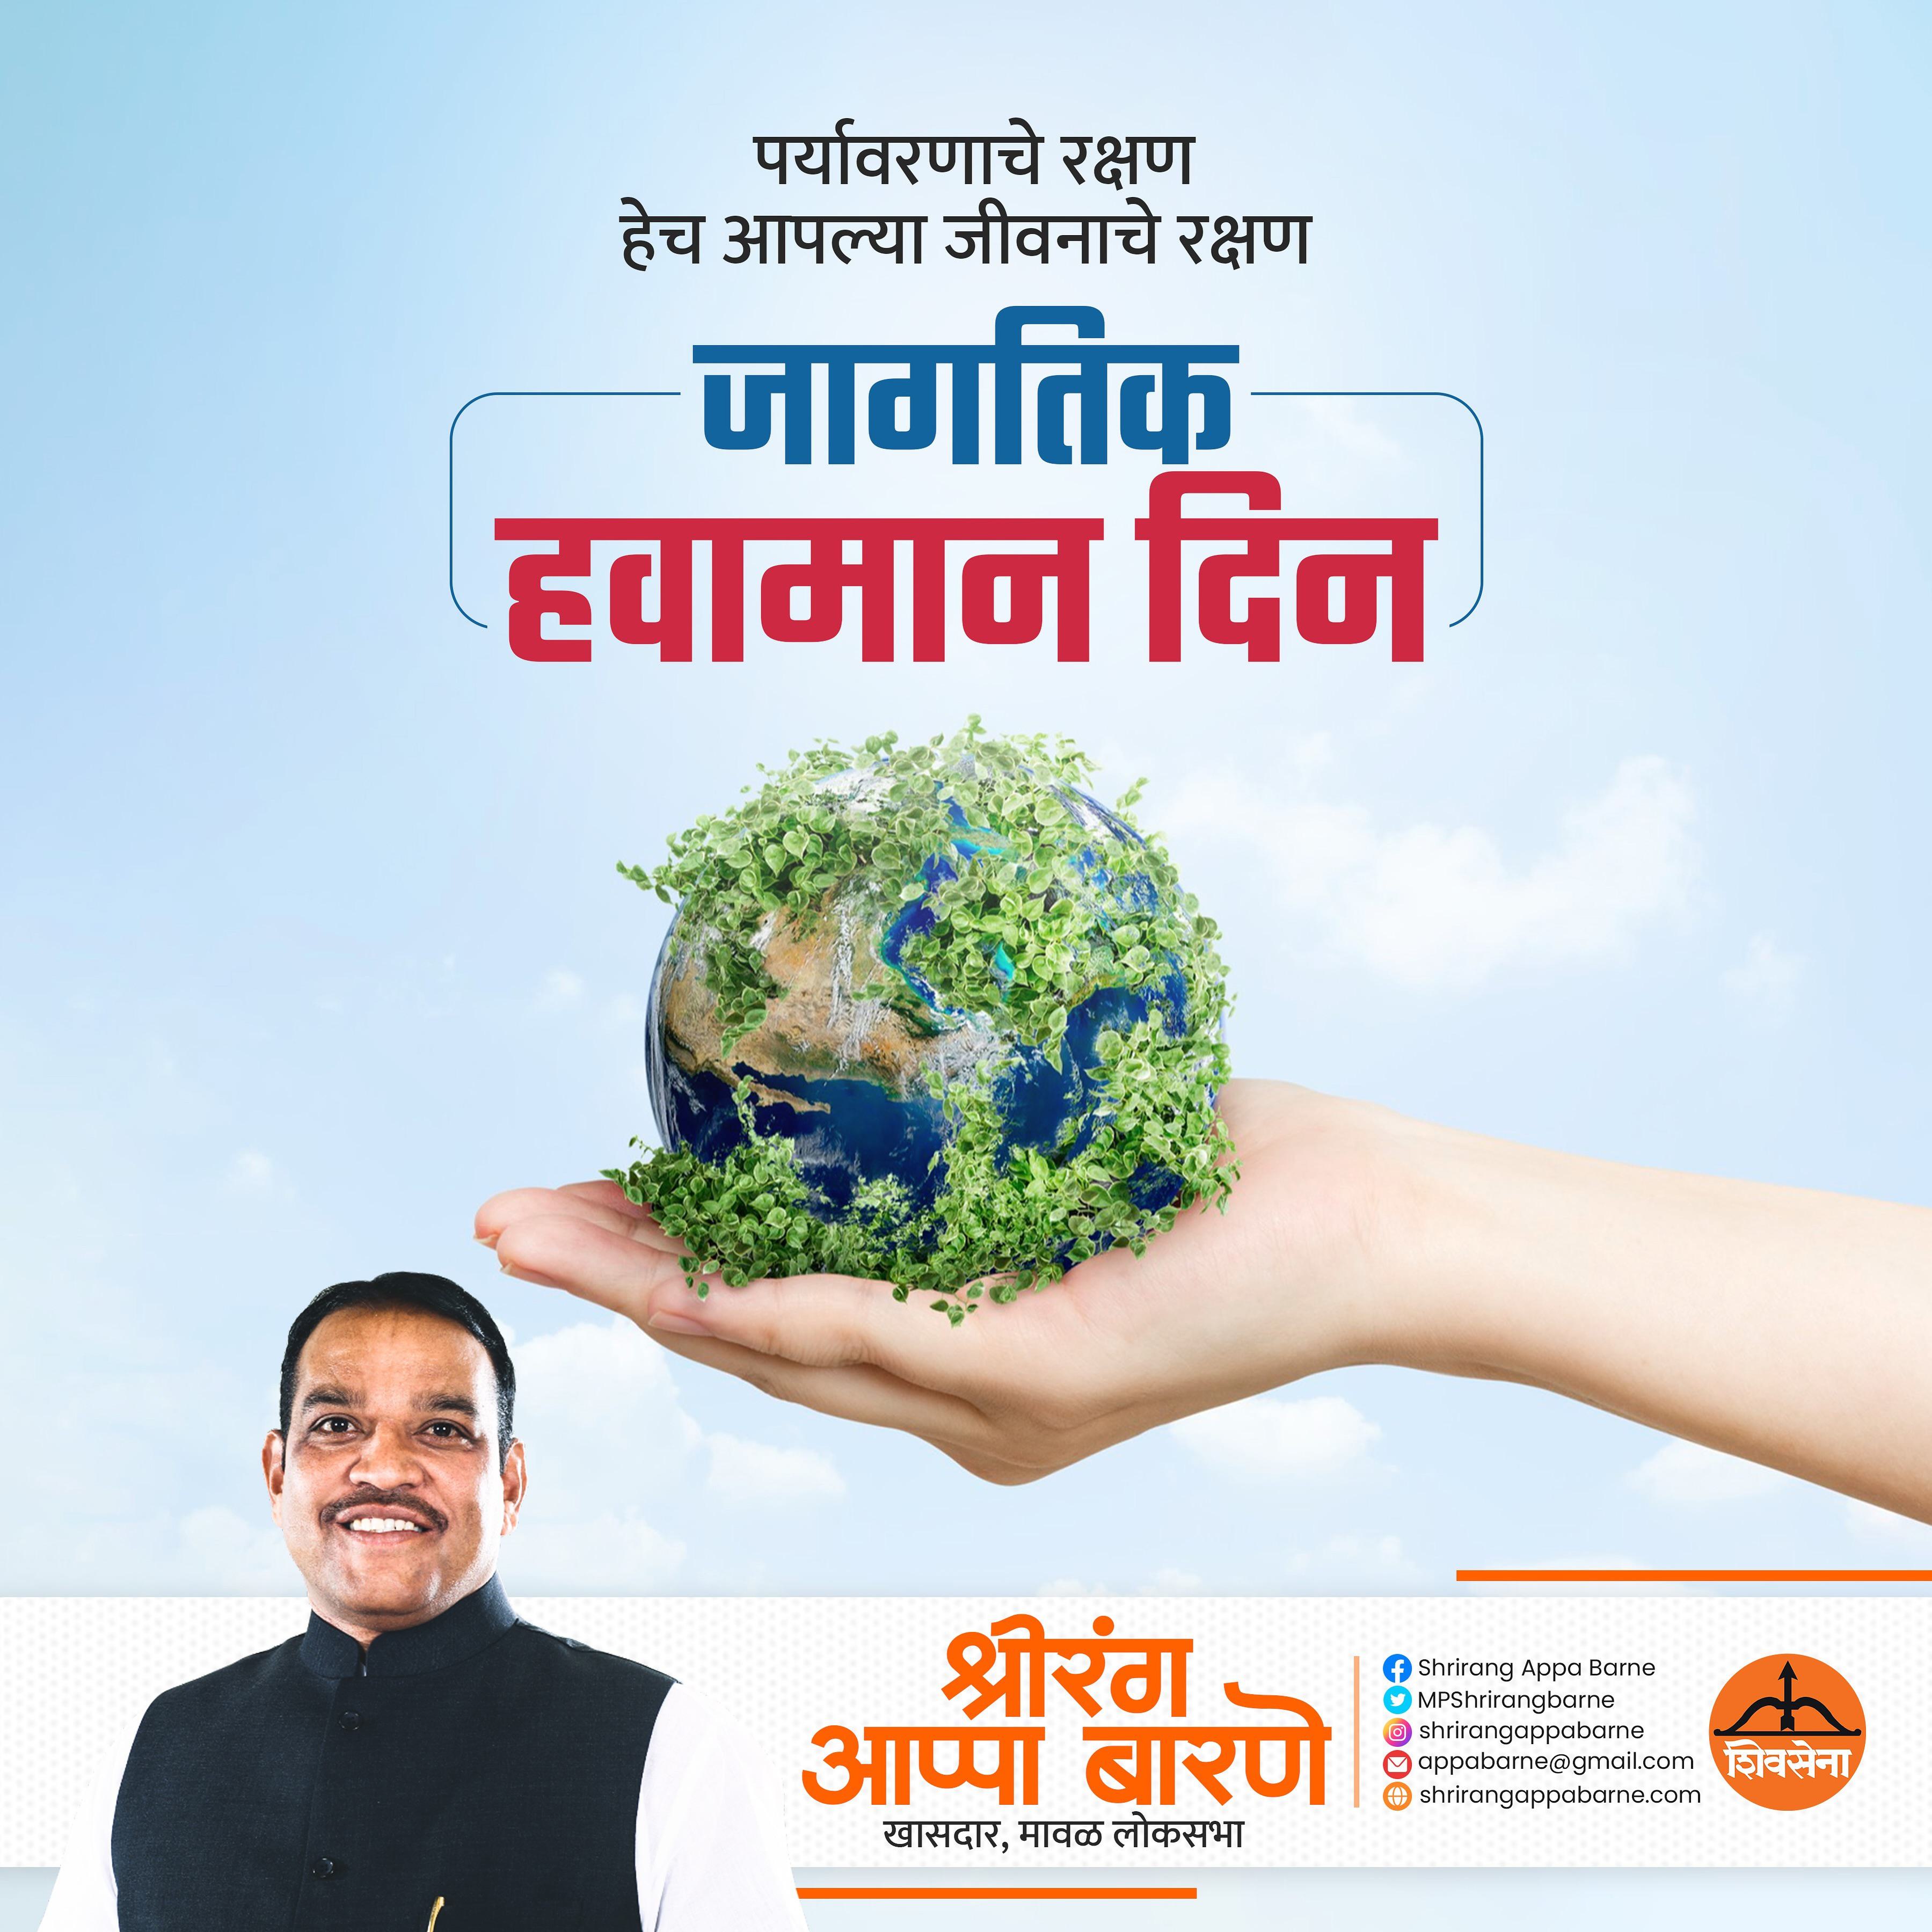 पर्यावरणाचे रक्षण
हेच आपल्या जीवनाचे रक्षण
जागतिक
हवामान दिन
श्रीरंग
आप्पा बारणे
खासदार, मावळ लोकसभा
Shrirang Appa Barne
MPShrirangbarne
shrirangappabarne
appabarne@gmail.com
shrirangappabarne.com
शिवसेना